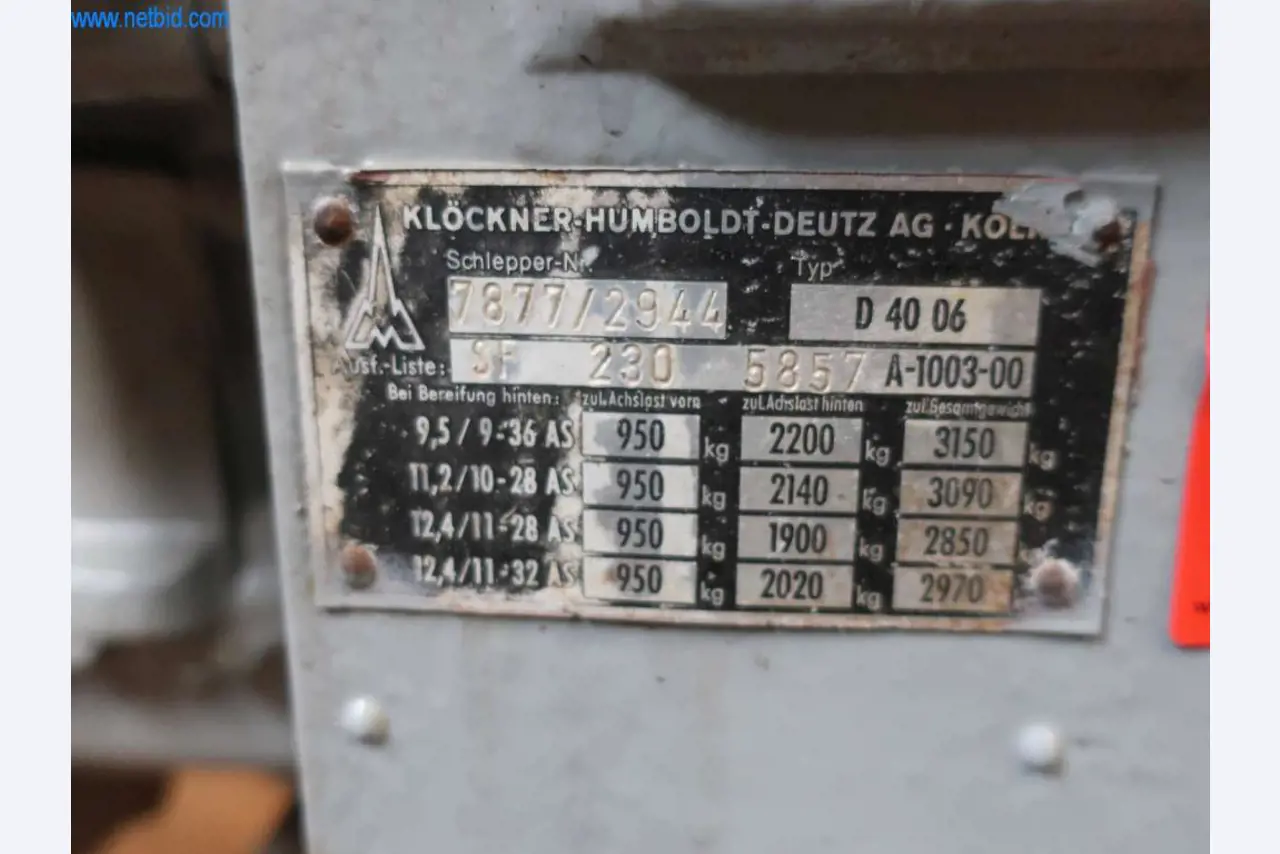 www.netbid.com
KLÖCKNER-HUMBOLDT-DEUTZ AG · KÖLN
Schlepper-Nr. Typ
7877/2944 D 40 06
Ausf.-Liste: SF 230 5857 A-1003-00
Bei Bereifung hinten: zul. Achslast vorn zul. Achslast hinten zul. Gesamtgewicht
9,5/9-36 AS 950 kg 2200 kg 3150 kg
11,2/10-28 AS 950 kg 2140 kg 3090 kg
12,4/11-28 AS 950 kg 1900 kg 2850 kg
12,4/11-32 AS 950 kg 2020 kg 2970